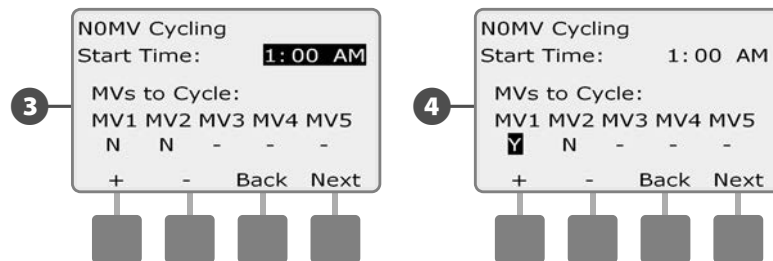 3
N0MV Cycling
Start Time: 1:00 AM
MVs to Cycle:
MV1 MV2 MV3 MV4 MV5
N N - - -
+ - Back Next
4
N0MV Cycling
Start Time: 1:00 AM
MVs to Cycle:
MV1 MV2 MV3 MV4 MV5
Y N - - -
+ - Back Next